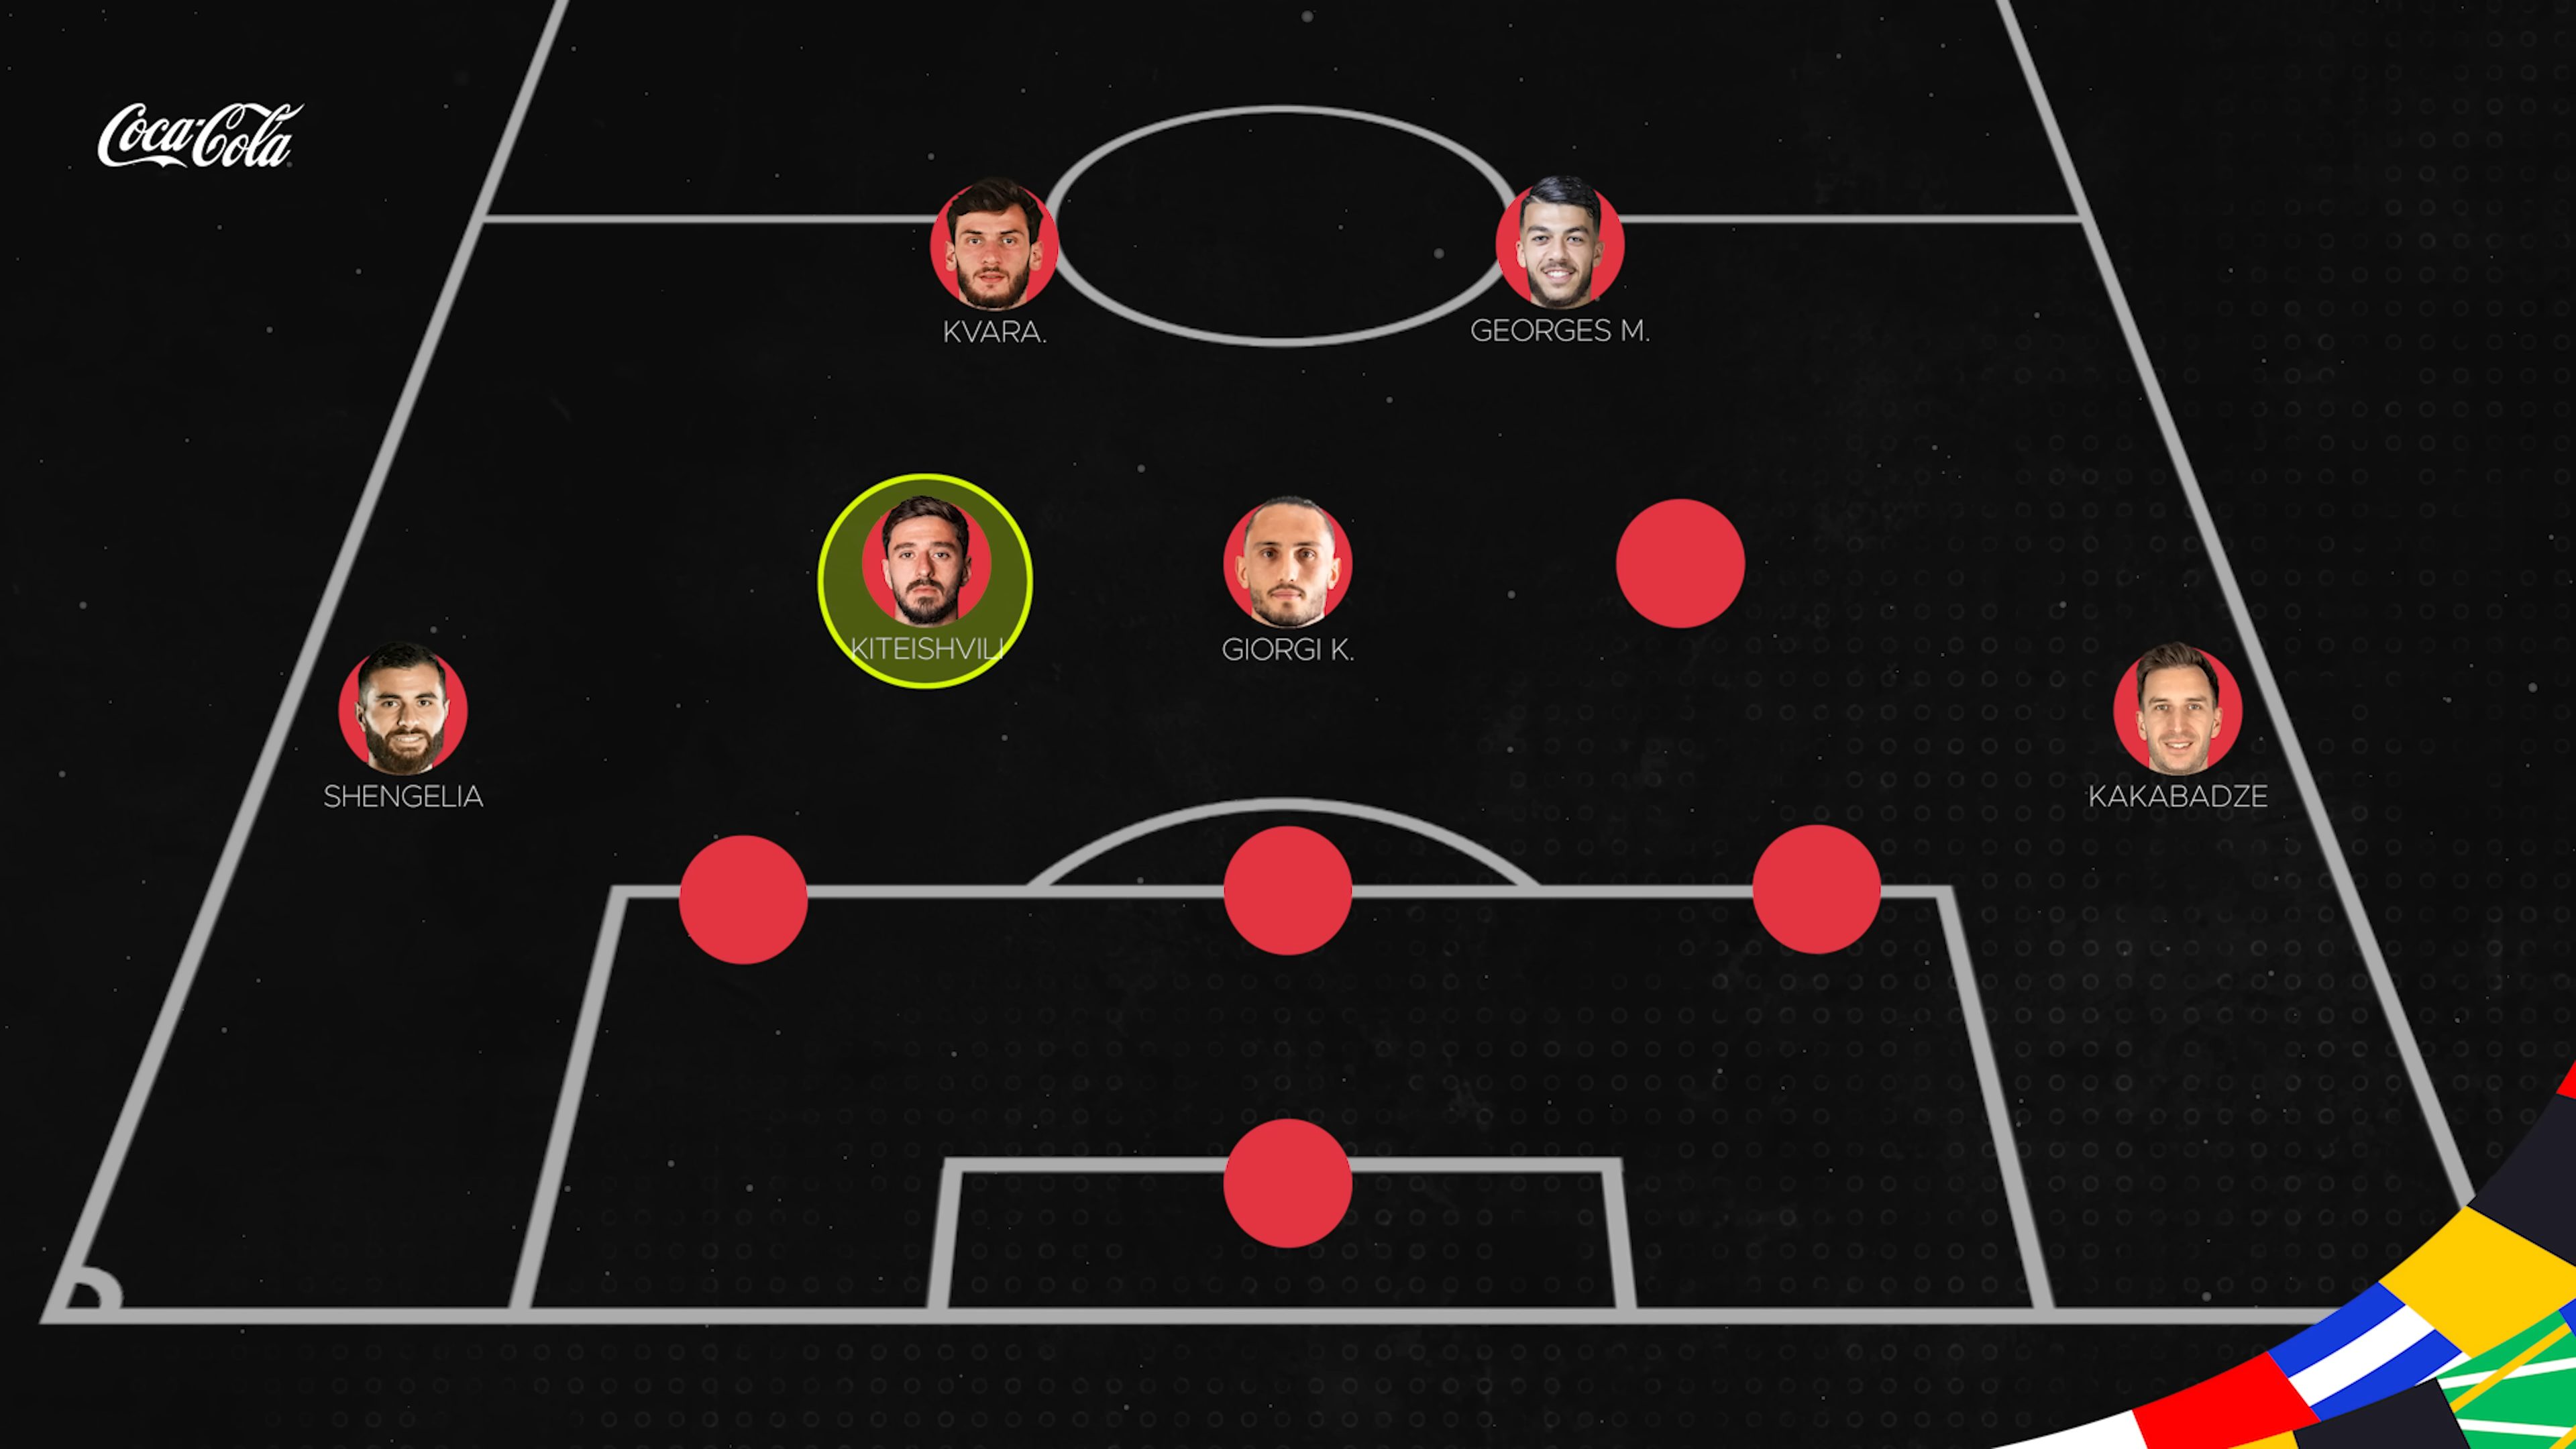 Coca-Cola
KVARA.
GEORGES M.
KITEISHVILI
GIORGI K.
SHENGELIA
KAKABADZE